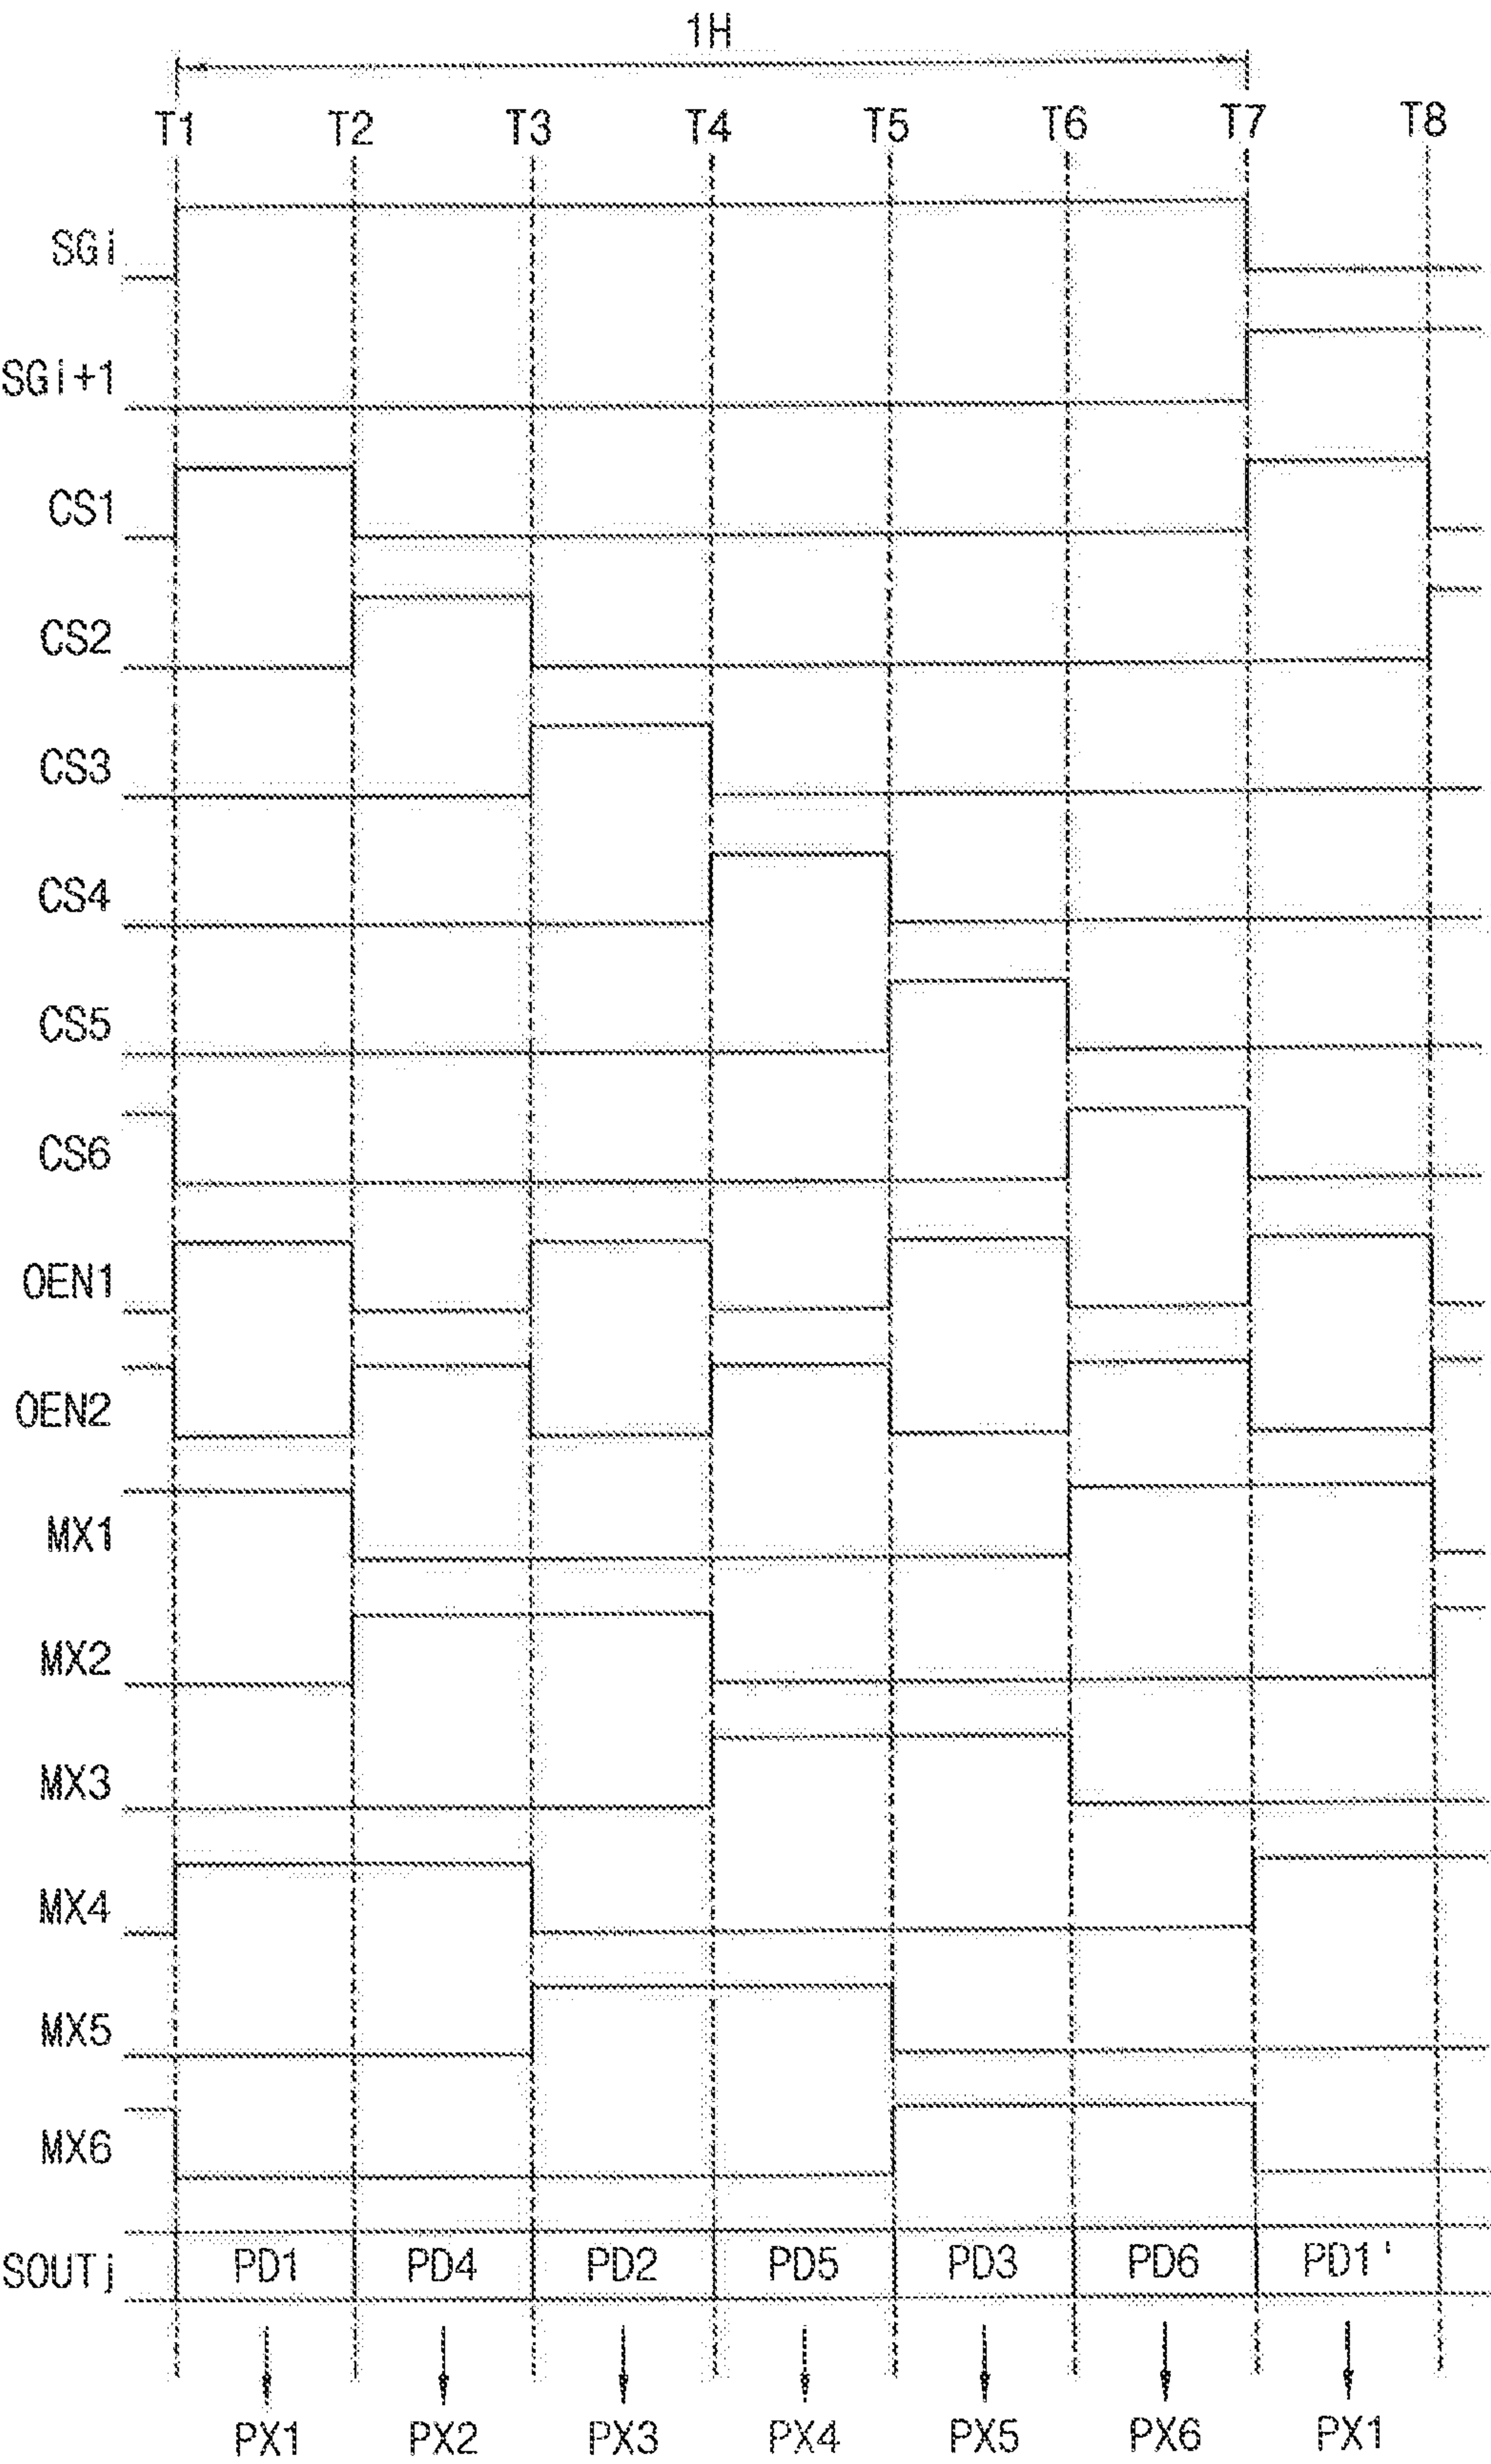 1H
T1 T2 T3 T4 T5 T6 T7 T8
SGi
SGi+1
CS1
CS2
CS3
CS4
CS5
CS6
OEN1
OEN2
MX1
MX2
MX3
MX4
MX5
MX6
SOUTj PD1 PD4 PD2 PD5 PD3 PD6 PD1'
PX1 PX2 PX3 PX4 PX5 PX6 PX1